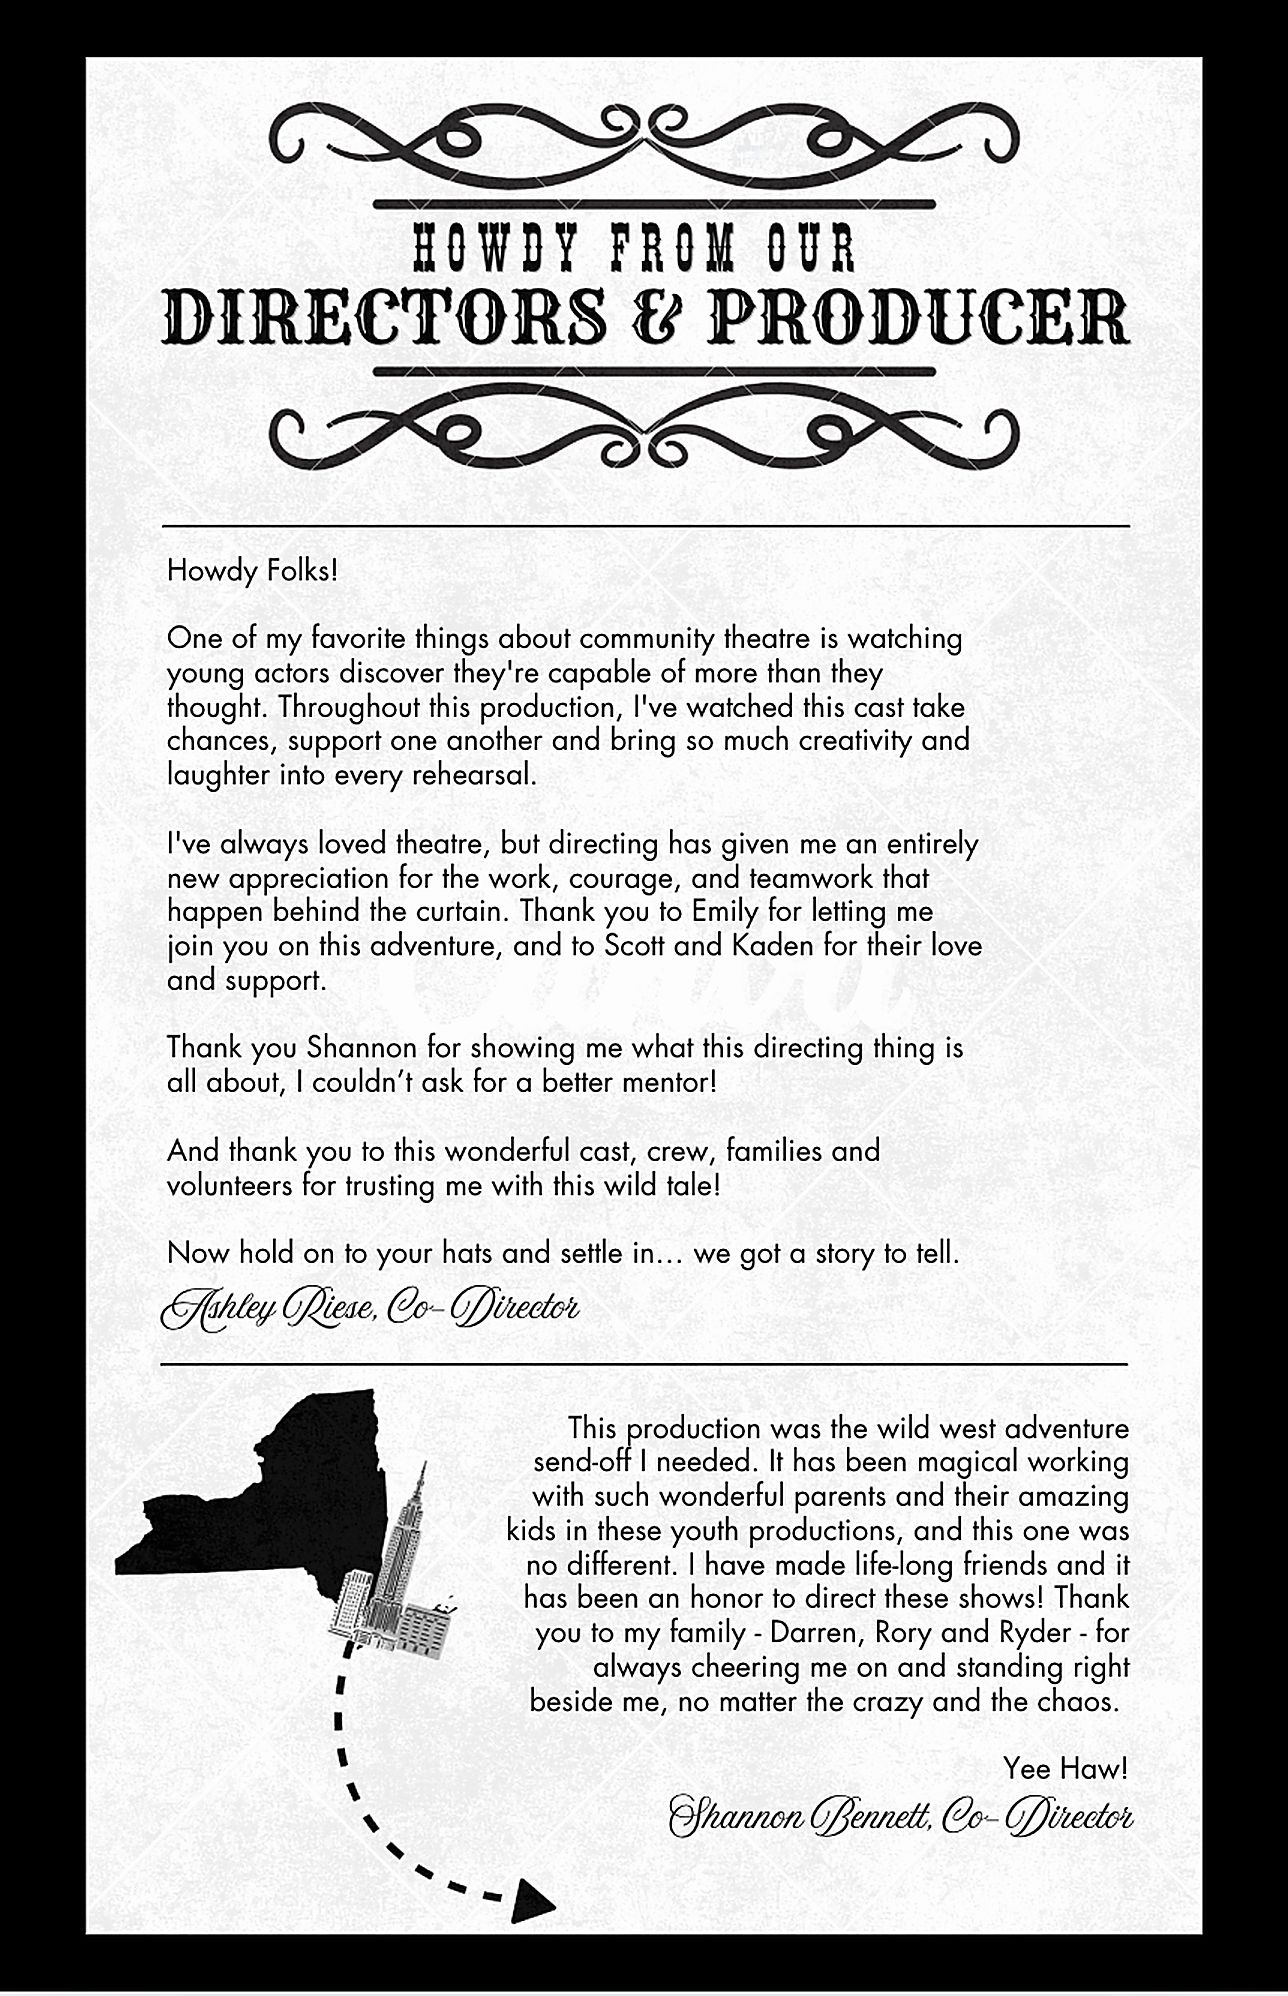 HOWDY FROM OUR
DIRECTORS & PRODUCER
Howdy Folks!
One of my favorite things about community theatre is watching
young actors discover they're capable of more than they
thought. Throughout this production, I've watched this cast take
chances, support one another and bring so much creativity and
laughter into every rehearsal.
I've always loved theatre, but directing has given me an entirely
new appreciation for the work, courage, and teamwork that
happen behind the curtain. Thank you to Emily for letting me
join you on this adventure, and to Scott and Kaden for their love
and support.
Thank you Shannon for showing me what this directing thing is
all about, I couldn’t ask for a better mentor!
And thank you to this wonderful cast, crew, families and
volunteers for trusting me with this wild tale!
Now hold on to your hats and settle in... we got a story to tell.
Ashley Riese, Co-Director
This production was the wild west adventure
send-off I needed. It has been magical working
with such wonderful parents and their amazing
kids in these youth productions, and this one was
no different. I have made life-long friends and it
has been an honor to direct these shows! Thank
you to my family - Darren, Rory and Ryder - for
always cheering me on and standing right
beside me, no matter the crazy and the chaos.
Yee Haw!
Shannon Bennett, Co-Director